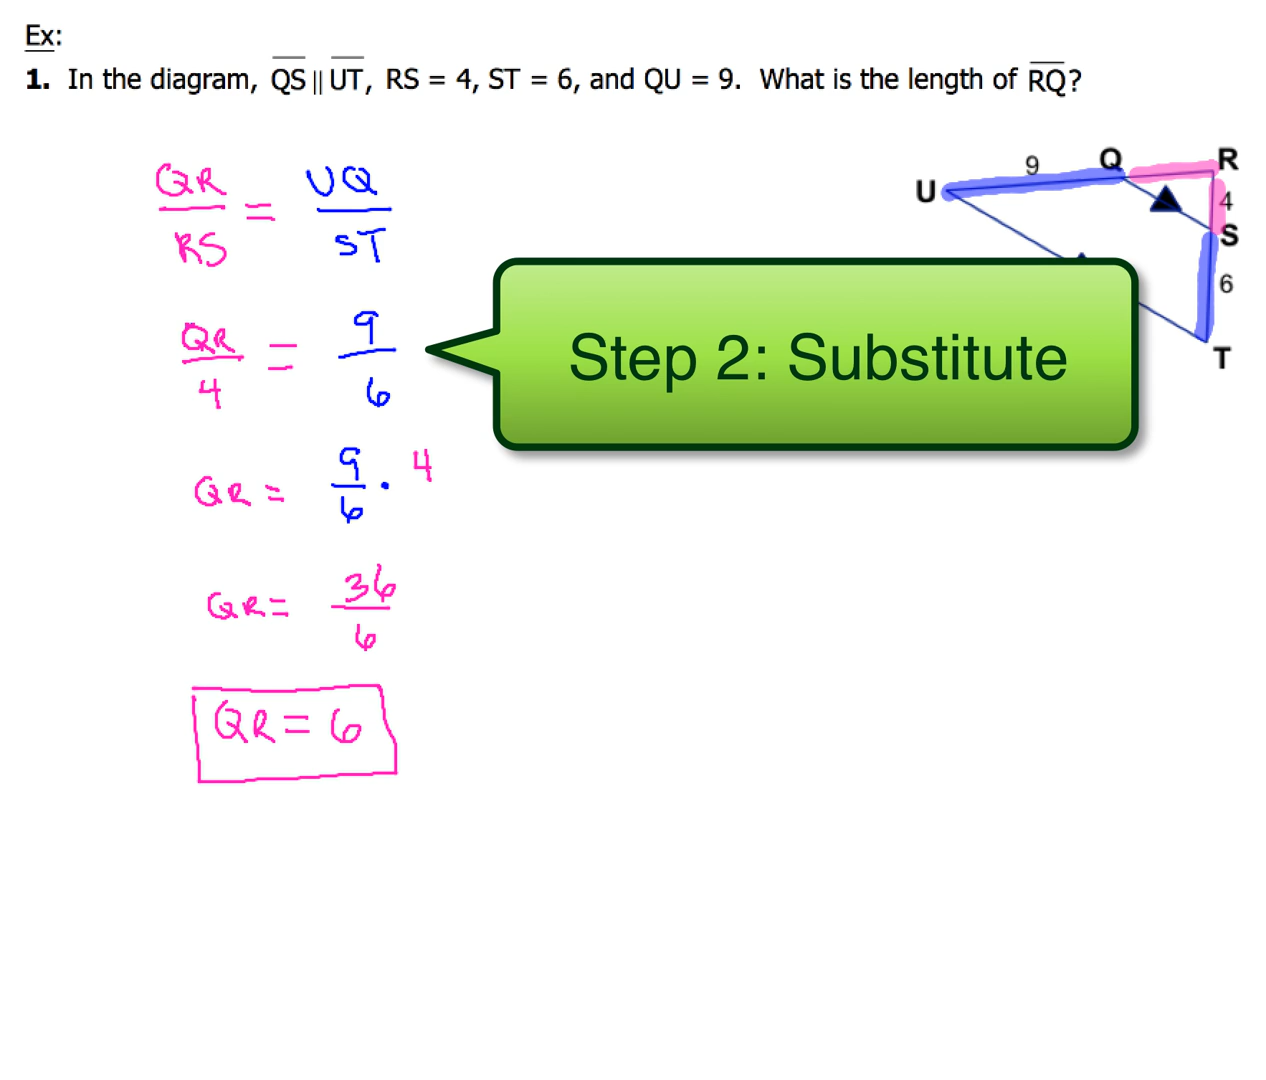 Ex:
1. In the diagram, QS || UT, RS = 4, ST = 6, and QU = 9. What is the length of RQ?
QR/RS = UQ/ST
QR/4 = 9/6
QR = 9/6 · 4
QR = 36/6
QR = 6
Step 2: Substitute
9
Q
R
U
4
S
6
T